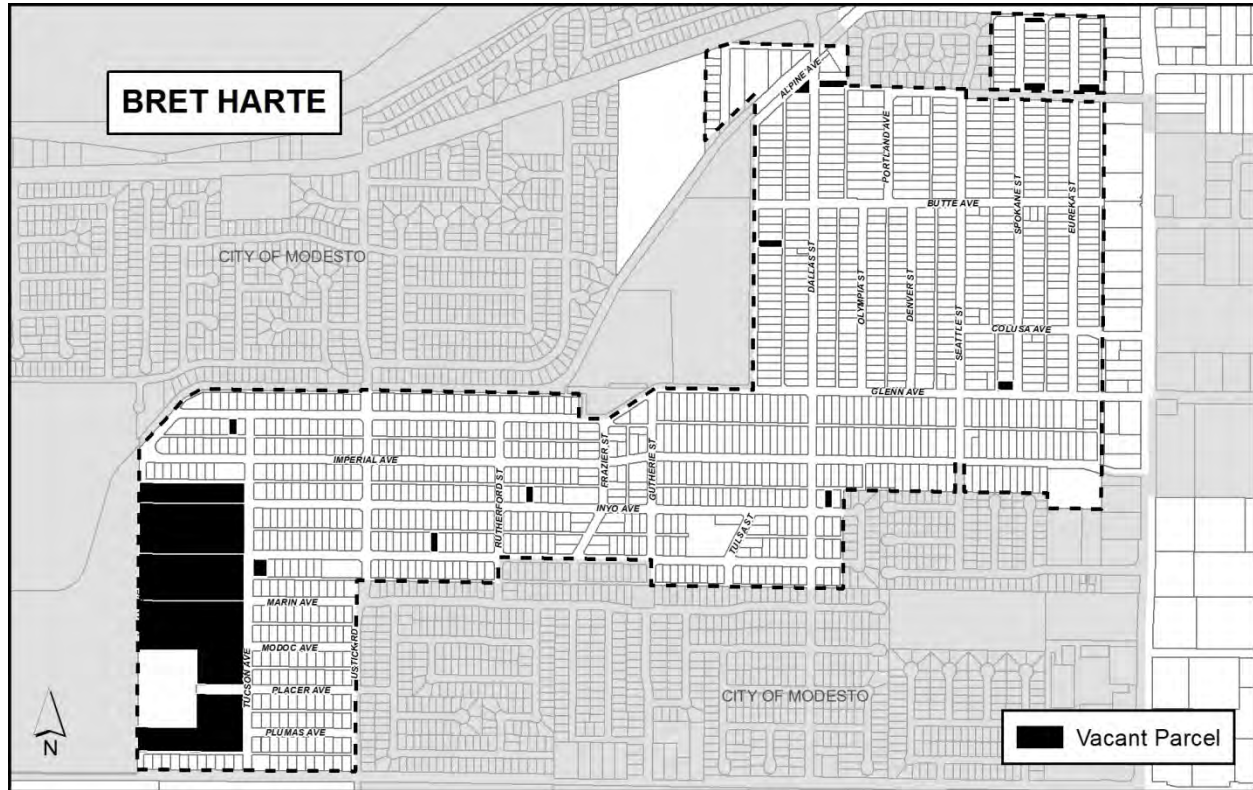 BRET HARTE
ALPINE AVE
PORTLAND AVE
BUTTE AVE
SPOKANE ST
EUREKA ST
CITY OF MODESTO
DALLAS ST
OLYMPIA ST
DENVER ST
SEATTLE ST
COLUSA AVE
GLENN AVE
IMPERIAL AVE
FRAZIER ST
GUTHERIE ST
RUTHERFORD ST
INYO AVE
TULSA ST
MARIN AVE
MODOC AVE
USTICK RD
TUCSON AVE
PLACER AVE
PLUMAS AVE
CITY OF MODESTO
N
Vacant Parcel